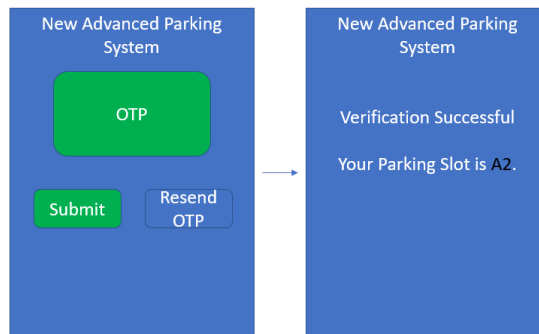 New Advanced Parking
System
OTP
Submit
Resend
OTP
New Advanced Parking
System
Verification Successful
Your Parking Slot is A2.